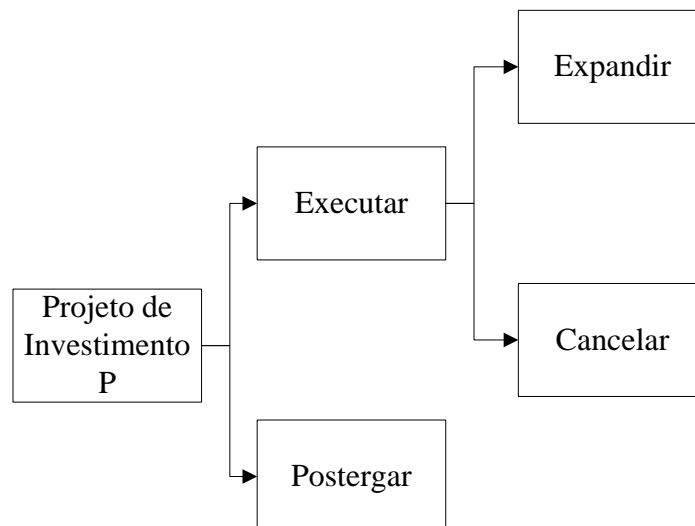 Expandir
Executar
Projeto de
Investimento
P
Cancelar
Postergar